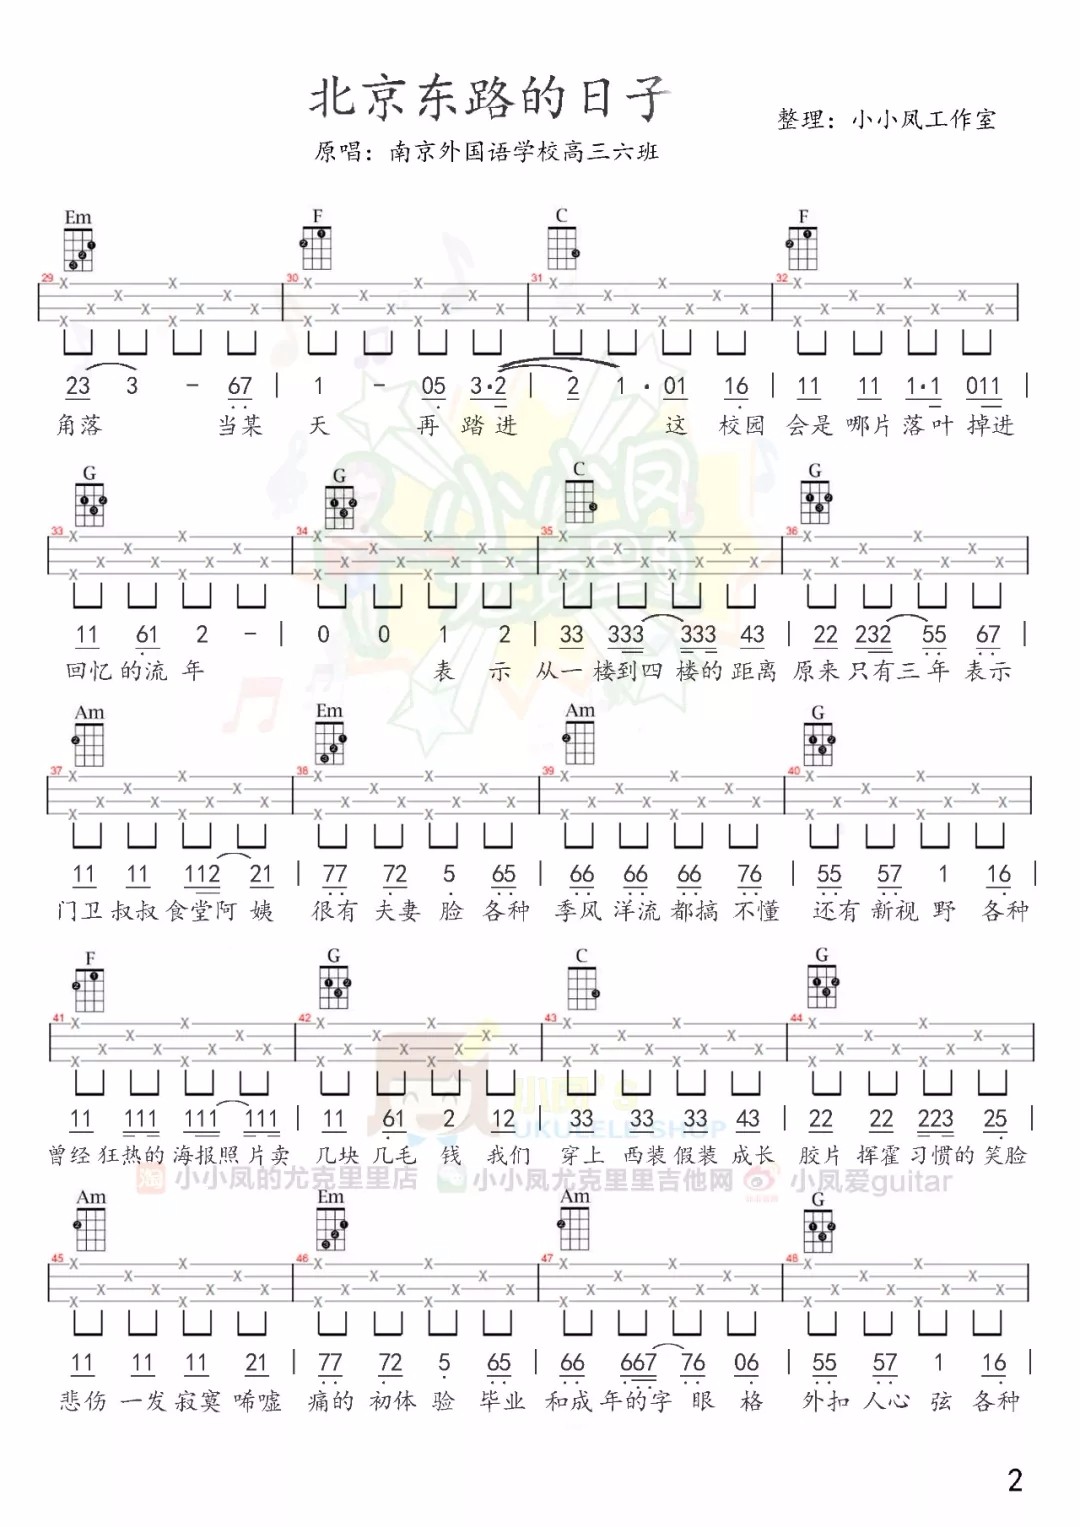 北京东路的日子
整理：小小凤工作室
原唱：南京外国语学校高三六班
Em F C F
29 30 31 32
23 3 - 67 | 1 - 05 3·2 | 2 1 · 01 16 | 11 11 1·1 011 |
角落 当某 天 再 踏进 这 校园 会是 哪片 落叶 掉进
G G C G
33 34 35 36
11 61 2 - | 0 0 1 2 | 33 333 333 43 | 22 232 55 67 |
回忆 的流 年 表 示 从一 楼到四 楼的 距离 原来 只有三 年 表示
Am Em Am G
37 38 39 40
11 11 112 21 | 77 72 5 65 | 66 66 66 76 | 55 57 1 16 |
门卫 叔叔 食堂阿 姨 很有 夫妻 脸 各种 季风 洋流 都搞 不懂 还有 新视 野 各种
F G C G
41 42 43 44
11 111 111 111 | 11 61 2 12 | 33 33 33 43 | 22 22 223 25 |
曾经 狂热的 海报照 片卖 几块 几毛 钱 我们 穿上 西装 假装 成长 胶片 挥霍 习惯的 笑脸
淘 小小凤的尤克里里店 小小凤尤克里里吉他网 小凤爱guitar
Am Em Am G
45 46 47 48
11 11 11 21 | 77 72 5 65 | 66 667 76 06 | 55 57 1 16 |
悲伤 一发 寂寞 唏嘘 痛的 初体 验 毕业 和成 年的字 眼 格 外扣 人心 弦 各种
小小凤
小凤's
UKULELE SHOP
2